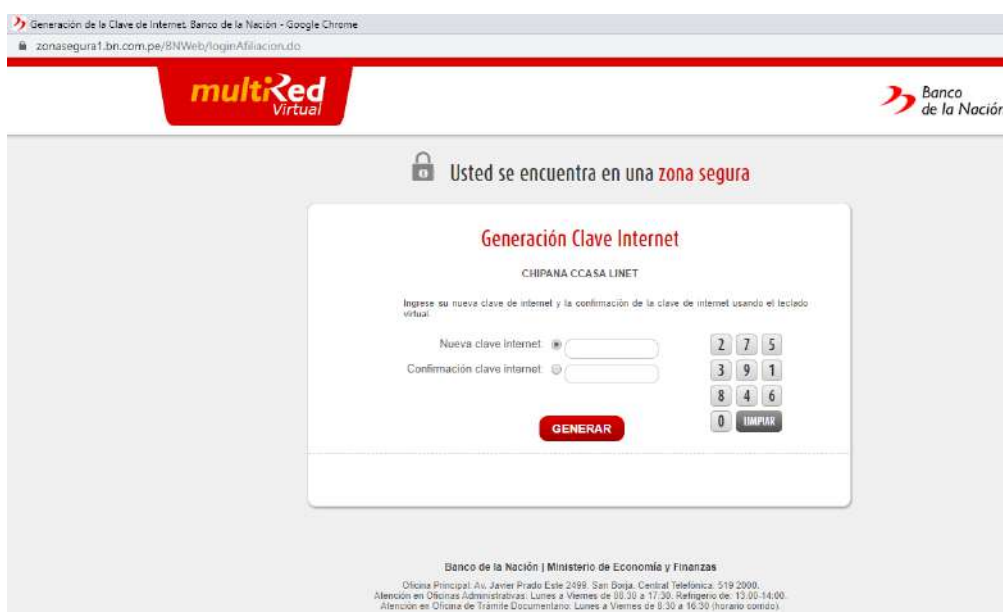 Generación de la Clave de Internet. Banco de la Nación - Google Chrome
zonasegura1.bn.com.pe/BNWeb/loginAfiliacion.do
multiRed
Virtual
Banco
de la Nación
Usted se encuentra en una zona segura
Generación Clave Internet
CHIPANA CCASA LINET
Ingrese su nueva clave de internet y la confirmación de la clave de internet usando el teclado
virtual.
Nueva clave internet
2 7 5
Confirmación clave internet
3 9 1
8 4 6
GENERAR
0 LIMPIAR
Banco de la Nación | Ministerio de Economía y Finanzas
Oficina Principal: Av. Javier Prado Este 2499. San Borja. Central Telefónica: 519 2000.
Atención en Oficinas Administrativas: Lunes a Viernes de 08:30 a 17:30. Refrigerio de: 13:00-14:00.
Atención en Oficina de Trámite Documentario: Lunes a Viernes de 8:30 a 16:30 (horario corrido).